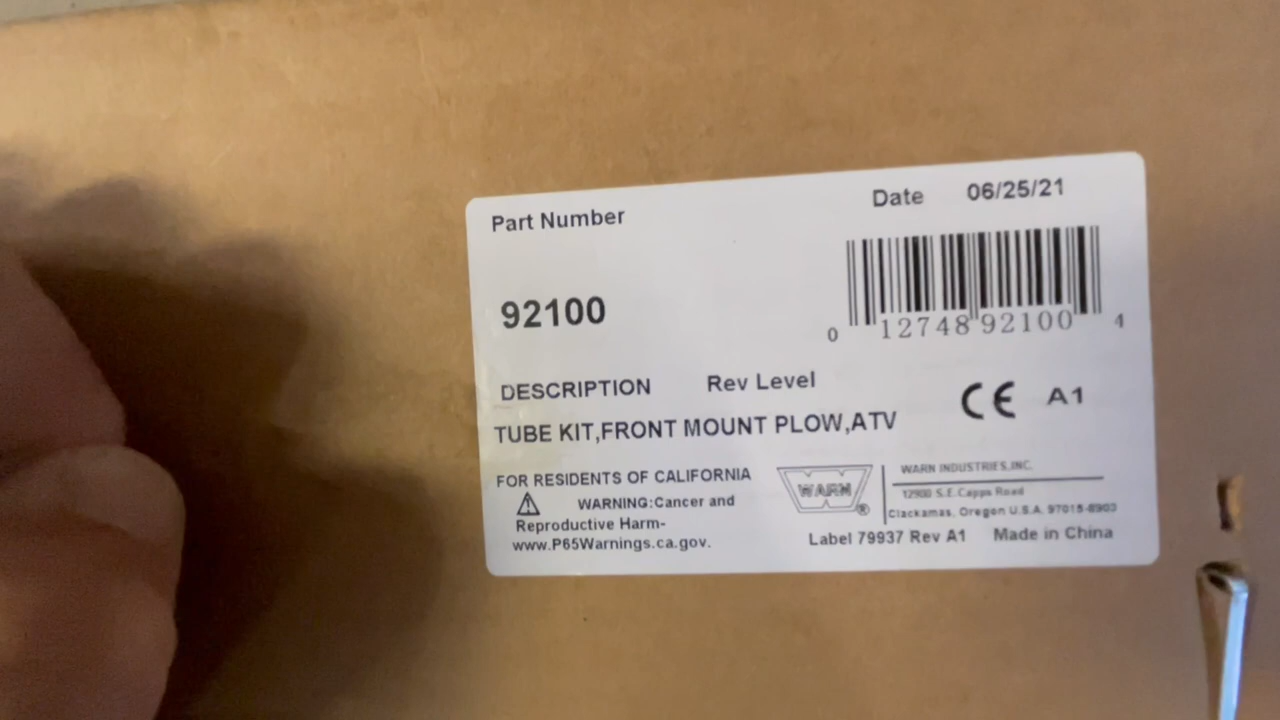 Part Number
Date 06/25/21
92100
0 12748 92100 4
DESCRIPTION Rev Level
CE A1
TUBE KIT,FRONT MOUNT PLOW,ATV
FOR RESIDENTS OF CALIFORNIA
WARNING:Cancer and
Reproductive Harm-
www.P65Warnings.ca.gov.
WARN ®
WARN INDUSTRIES,INC.
12900 S.E.Capps Road
Clackamas, Oregon U.S.A. 97015-8903
Label 79937 Rev A1 Made in China